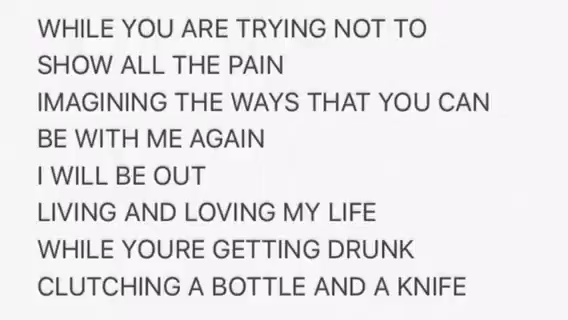 WHILE YOU ARE TRYING NOT TO
SHOW ALL THE PAIN
IMAGINING THE WAYS THAT YOU CAN
BE WITH ME AGAIN
I WILL BE OUT
LIVING AND LOVING MY LIFE
WHILE YOURE GETTING DRUNK
CLUTCHING A BOTTLE AND A KNIFE